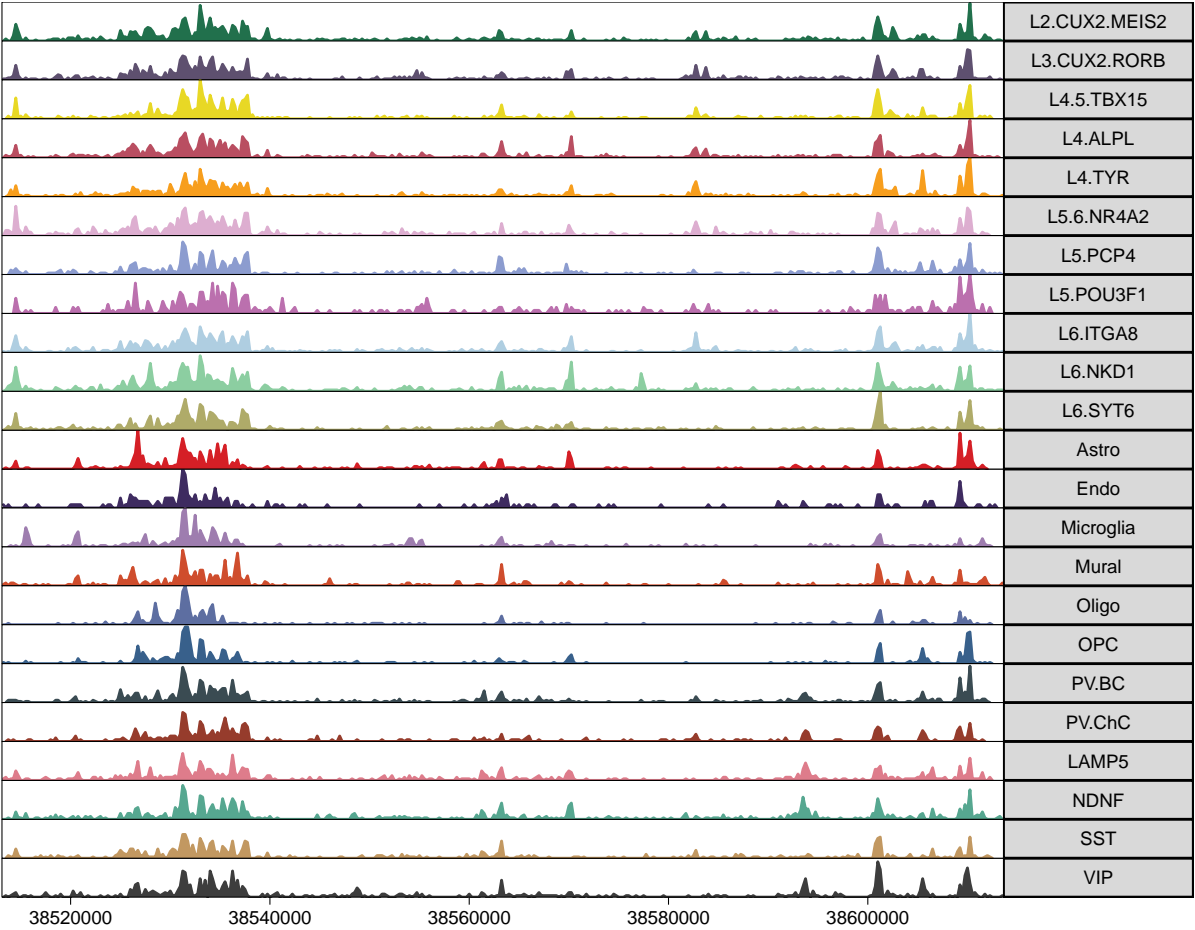 L2.CUX2.MEIS2
L3.CUX2.RORB
L4.5.TBX15
L4.ALPL
L4.TYR
L5.6.NR4A2
L5.PCP4
L5.POU3F1
L6.ITGA8
L6.NKD1
L6.SYT6
Astro
Endo
Microglia
Mural
Oligo
OPC
PV.BC
PV.ChC
LAMP5
NDNF
SST
VIP
38520000 38540000 38560000 38580000 38600000